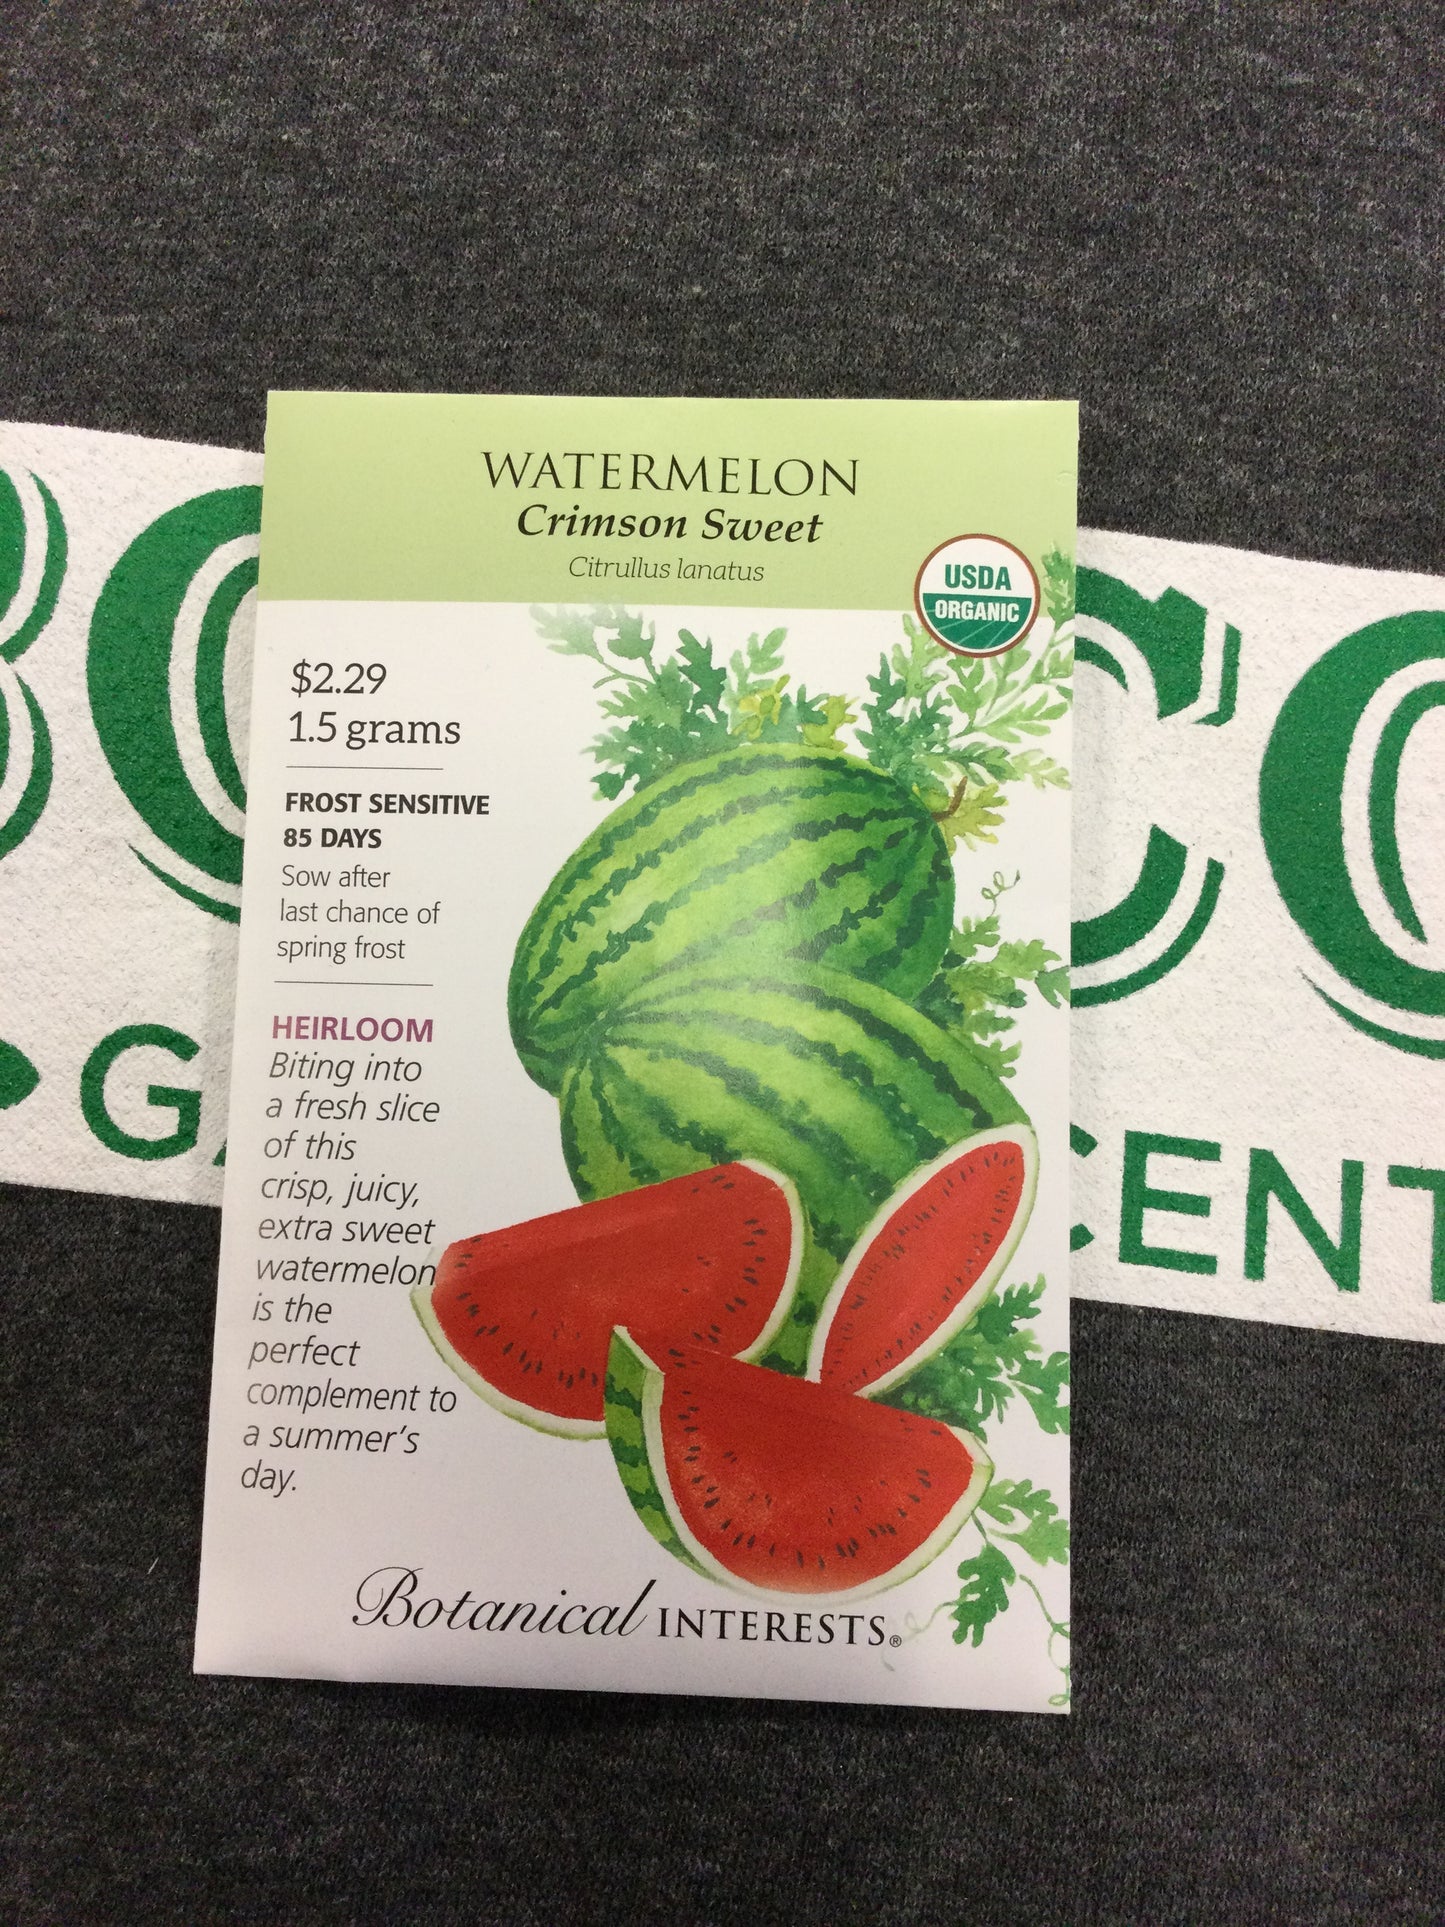 WATERMELON
Crimson Sweet
Citrullus lanatus
USDA
ORGANIC
$2.29
1.5 grams
FROST SENSITIVE
85 DAYS
Sow after
last chance of
spring frost
HEIRLOOM
Biting into
a fresh slice
of this
crisp, juicy,
extra sweet
watermelon
is the
perfect
complement to
a summer's
day.
Botanical INTERESTS®